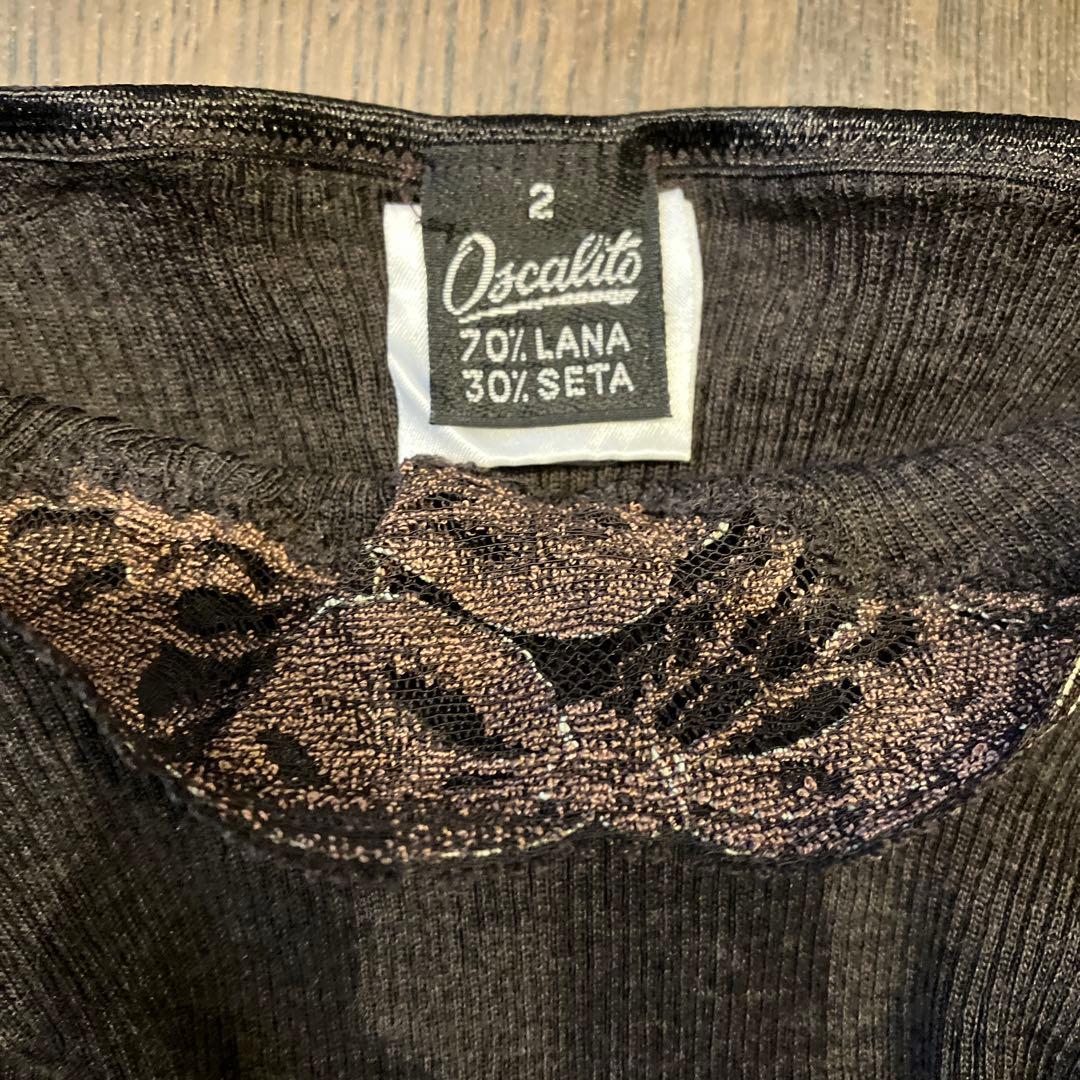 2
Oscalito
70% LANA
30% SETA